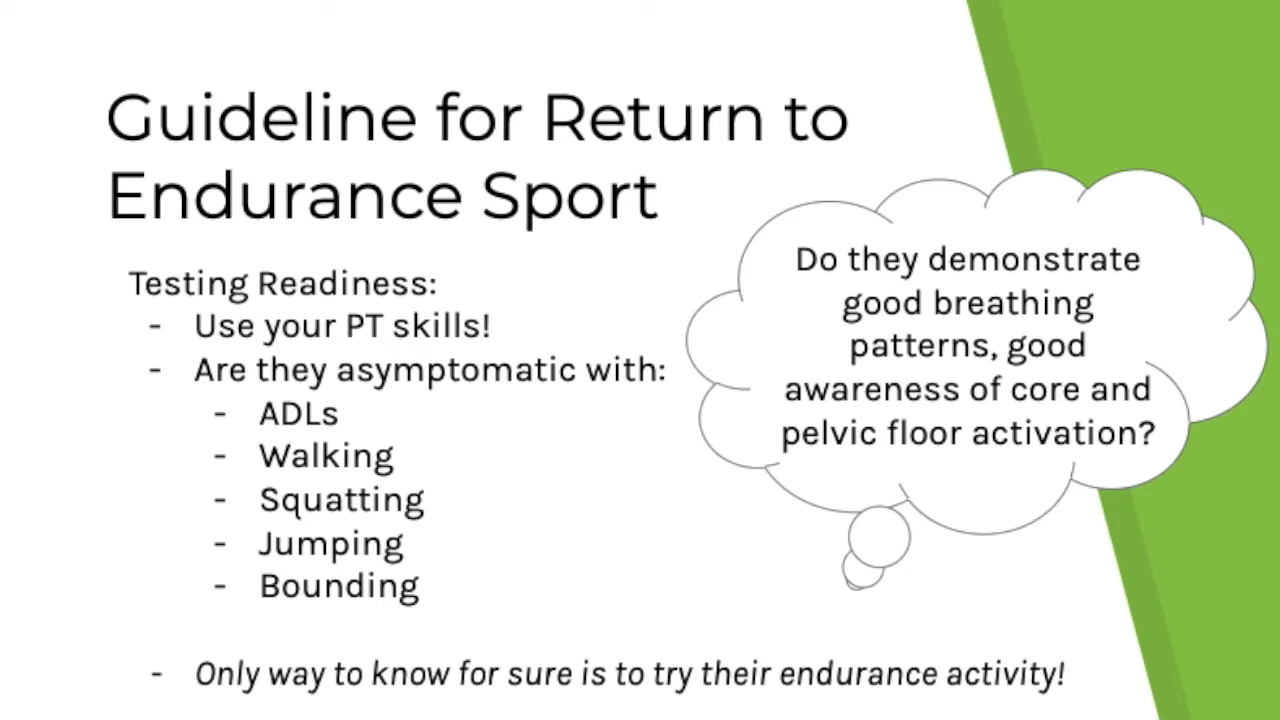 Guideline for Return to
Endurance Sport
Testing Readiness:
- Use your PT skills!
- Are they asymptomatic with:
- ADLs
- Walking
- Squatting
- Jumping
- Bounding
- Only way to know for sure is to try their endurance activity!
Do they demonstrate
good breathing
patterns, good
awareness of core and
pelvic floor activation?